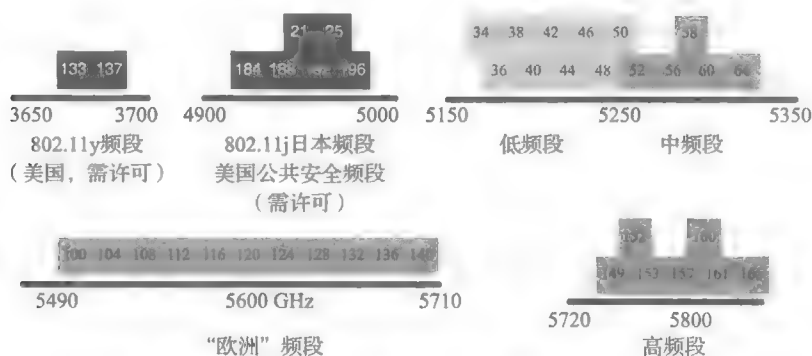 133 137
3650 3700
802.11y频段
（美国，需许可）
21 25
184 188 96
4900 5000
802.11j日本频段
美国公共安全频段
（需许可）
34 38 42 46 50 58
36 40 44 48 52 56 60 64
5150 5250 5350
低频段 中频段
100 104 108 112 116 120 124 128 132 136 140
5490 5600 GHz 5710
“欧洲”频段
152 160
149 153 157 161
5720 5800
高频段